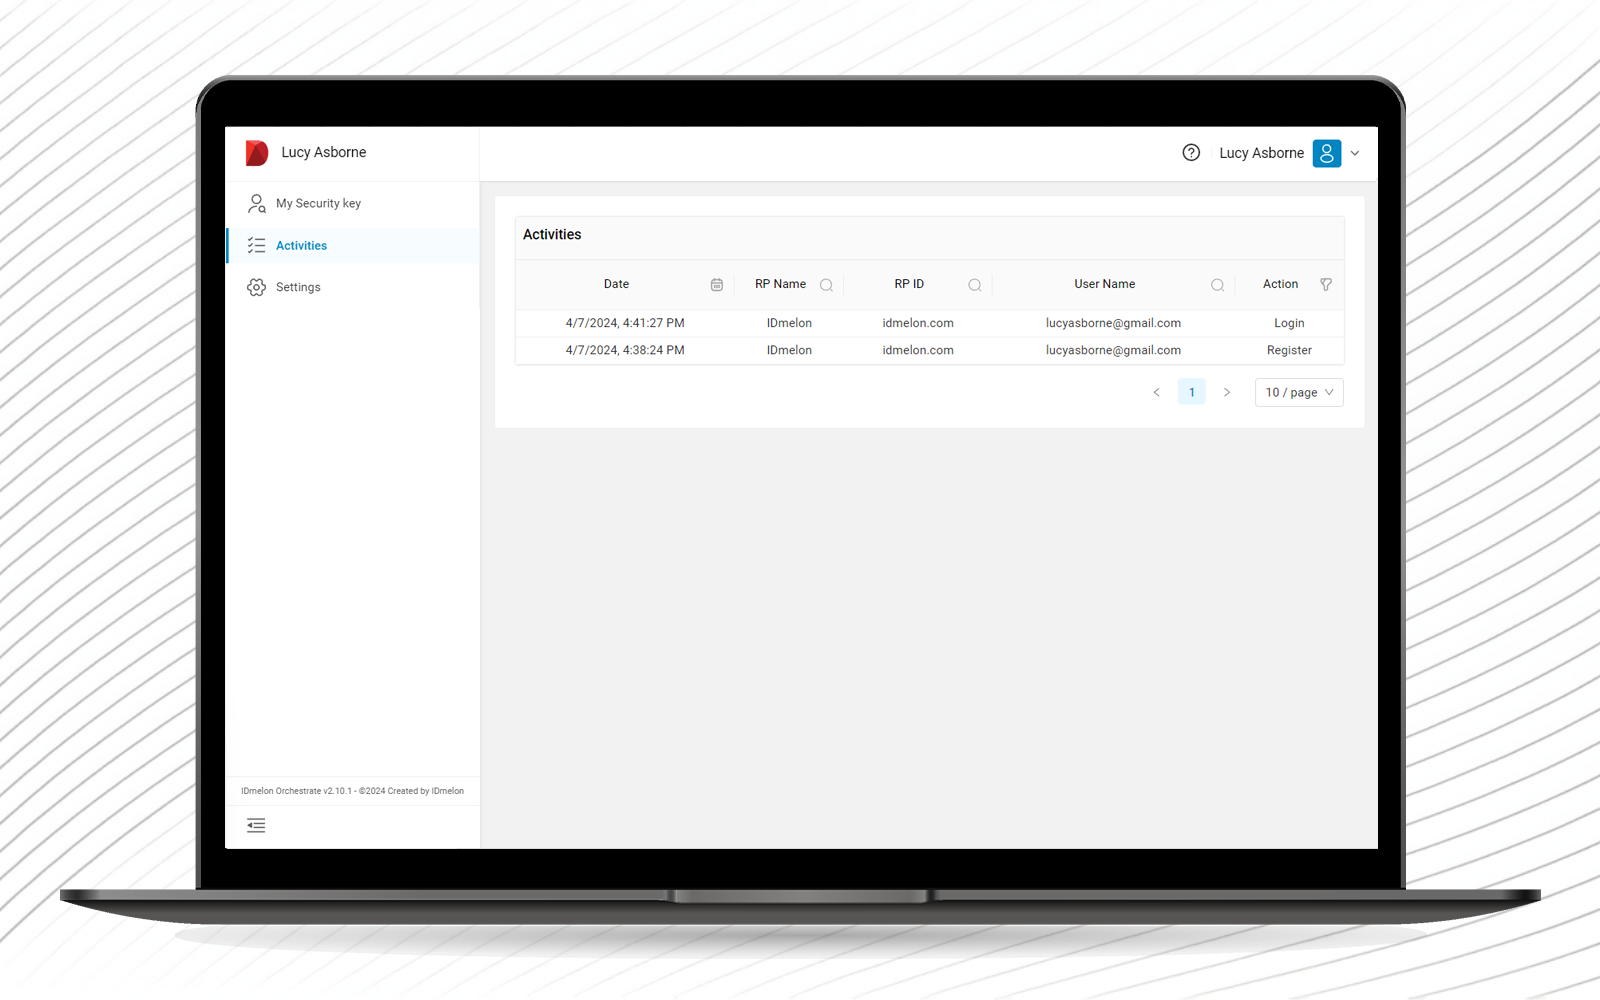 Lucy Asborne
Lucy Asborne
My Security key
Activities
Settings
Activities
Date RP Name RP ID User Name Action
4/7/2024, 4:41:27 PM IDmelon idmelon.com lucyasborne@gmail.com Login
4/7/2024, 4:38:24 PM IDmelon idmelon.com lucyasborne@gmail.com Register
< 1 > 10 / page
IDmelon Orchestrate v2.10.1 - ©2024 Created by IDmelon